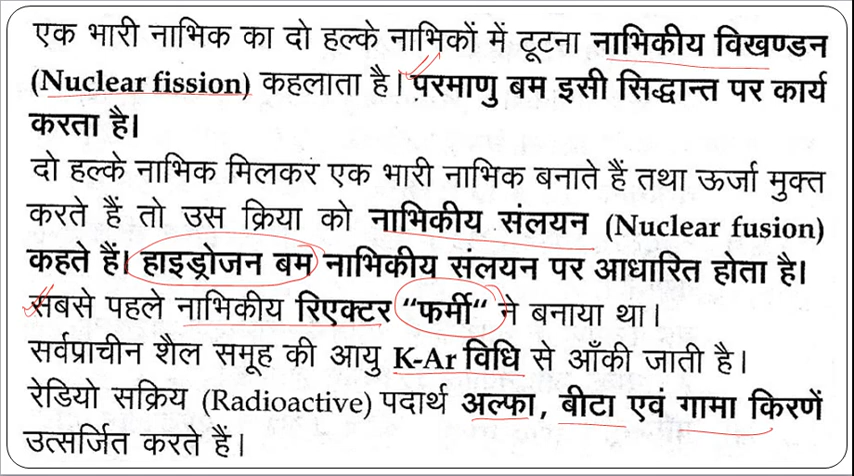 एक भारी नाभिक का दो हल्के नाभिकों में टूटना नाभिकीय विखण्डन
(Nuclear fission) कहलाता है। परमाणु बम इसी सिद्धान्त पर कार्य
करता है।
दो हल्के नाभिक मिलकर एक भारी नाभिक बनाते हैं तथा ऊर्जा मुक्त
करते हैं तो उस क्रिया को नाभिकीय संलयन (Nuclear fusion)
कहते हैं। हाइड्रोजन बम नाभिकीय संलयन पर आधारित होता है।
सबसे पहले नाभिकीय रिएक्टर “फर्मी“ ने बनाया था।
सर्वप्राचीन शैल समूह की आयु K-Ar विधि से आँकी जाती है।
रेडियो सक्रिय (Radioactive) पदार्थ अल्फा, बीटा एवं गामा किरणें
उत्सर्जित करते है।